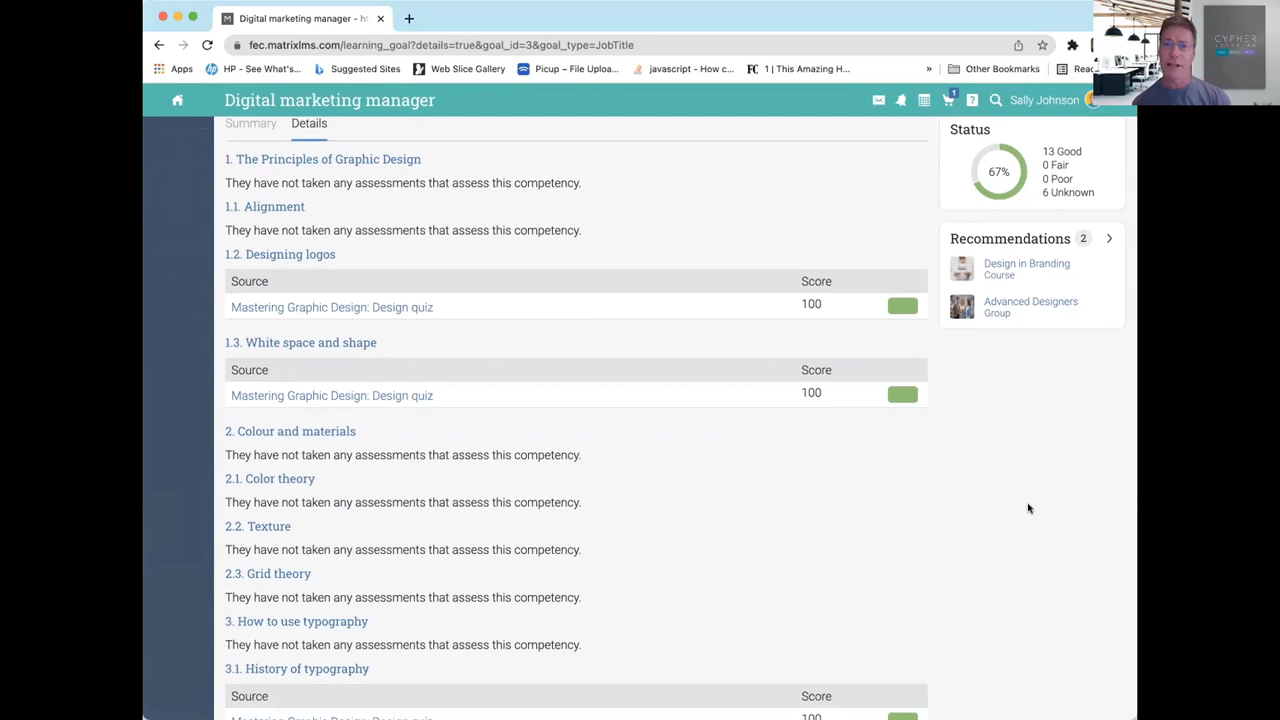 Digital marketing manager - h
fec.matrixlms.com/learning_goal?details=true&goal_id=3&goal_type=JobTitle
Apps
HP - See What's...
Suggested Sites
Web Slice Gallery
Picup – File Uploa...
javascript - How c...
1 | This Amazing H...
»
Other Bookmarks
Rea
CYPHER
Digital marketing manager
1
Sally Johnson
Summary
Details
1. The Principles of Graphic Design
They have not taken any assessments that assess this competency.
1.1. Alignment
They have not taken any assessments that assess this competency.
1.2. Designing logos
Source Score
Mastering Graphic Design: Design quiz 100
1.3. White space and shape
Source Score
Mastering Graphic Design: Design quiz 100
2. Colour and materials
They have not taken any assessments that assess this competency.
2.1. Color theory
They have not taken any assessments that assess this competency.
2.2. Texture
They have not taken any assessments that assess this competency.
2.3. Grid theory
They have not taken any assessments that assess this competency.
3. How to use typography
They have not taken any assessments that assess this competency.
3.1. History of typography
Source Score
Mastering Graphic Design: Design quiz 100
Status
67%
13 Good
0 Fair
0 Poor
6 Unknown
Recommendations 2
Design in Branding
Course
Advanced Designers
Group